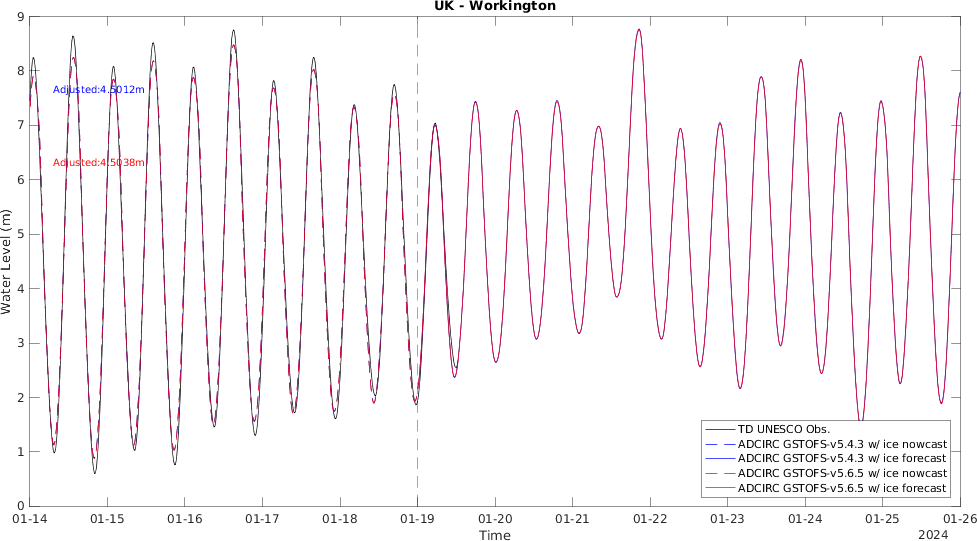 UK - Workington
9
8
7
6
5
4
3
2
1
0
Water Level (m)
Adjusted:4.5012m
Adjusted:4.5038m
TD UNESCO Obs.
ADCIRC GSTOFS-v5.4.3 w/ ice nowcast
ADCIRC GSTOFS-v5.4.3 w/ ice forecast
ADCIRC GSTOFS-v5.6.5 w/ ice nowcast
ADCIRC GSTOFS-v5.6.5 w/ ice forecast
01-14 01-15 01-16 01-17 01-18 01-19 01-20 01-21 01-22 01-23 01-24 01-25 01-26
Time
2024